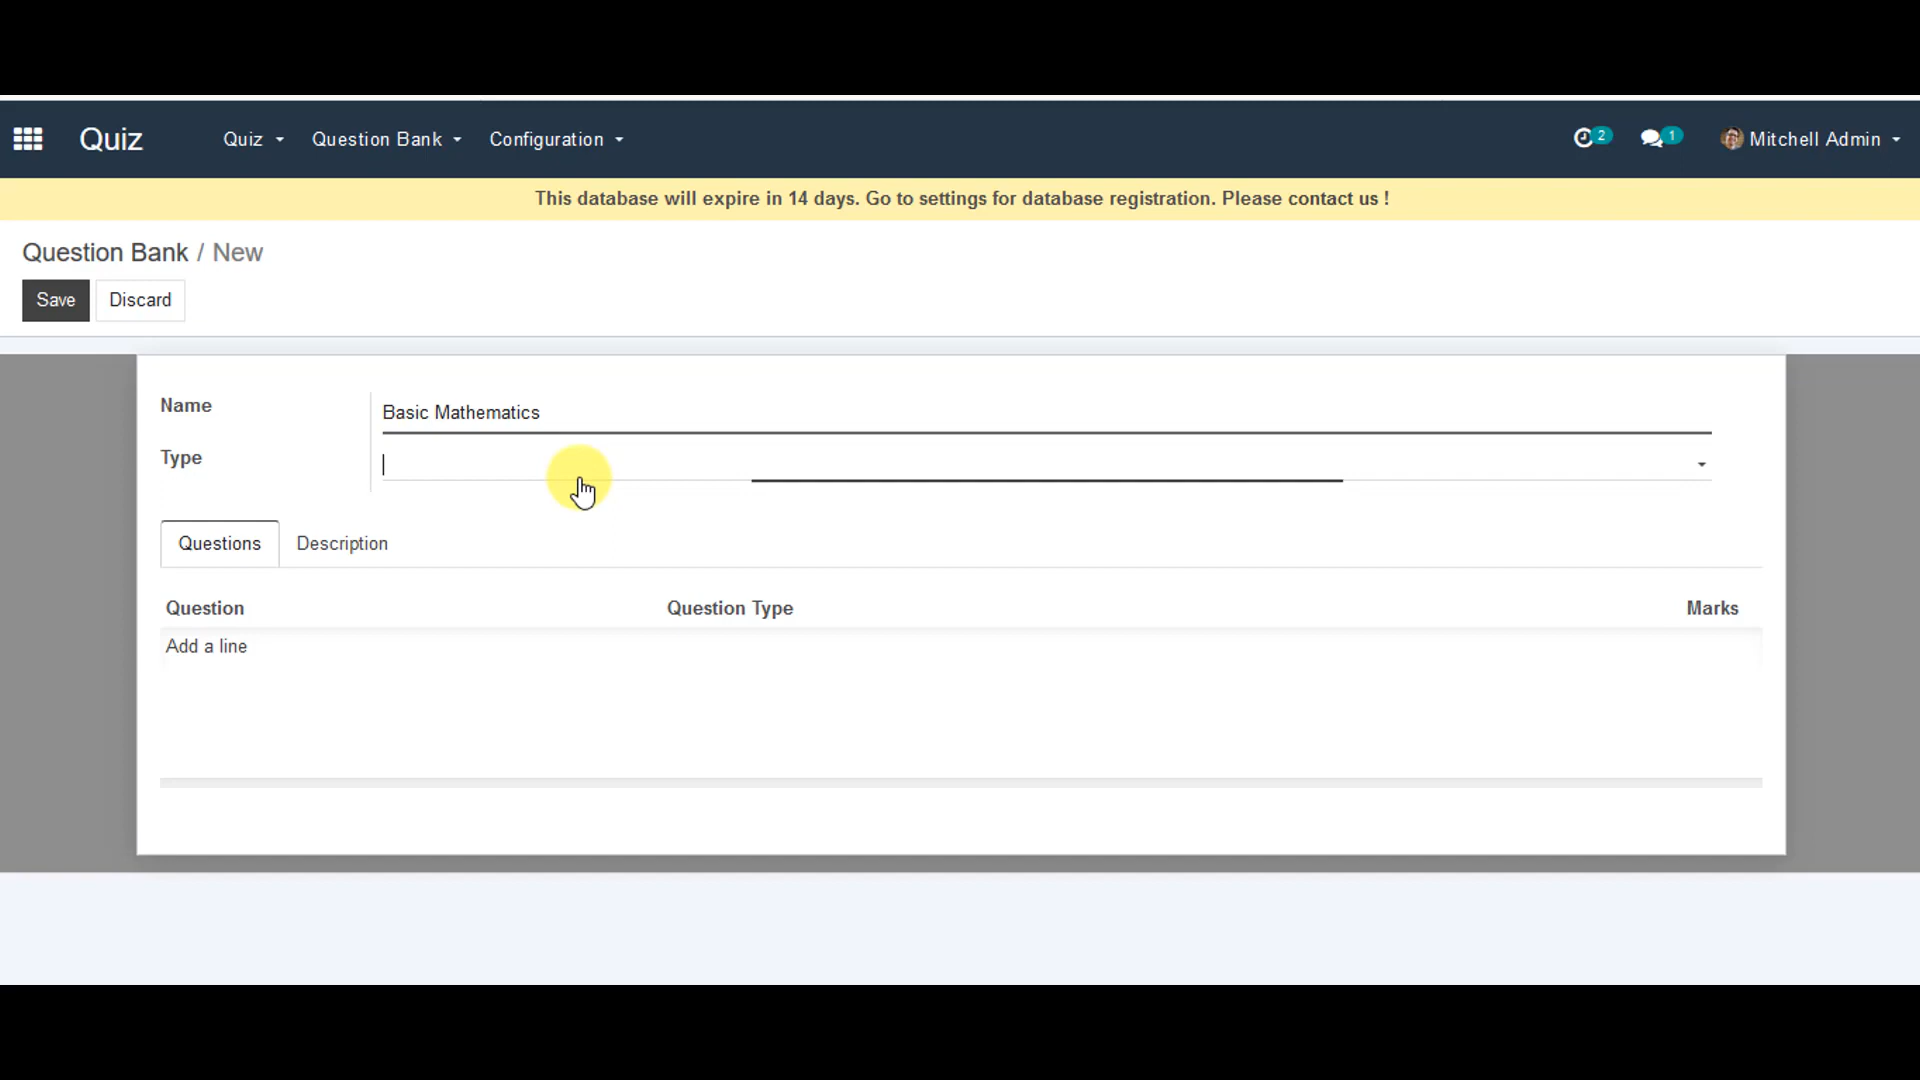 Quiz Quiz Question Bank Configuration 2 1 Mitchell Admin
This database will expire in 14 days. Go to settings for database registration. Please contact us !
Question Bank / New
Save Discard
Name Basic Mathematics
Type
Questions Description
Question Question Type Marks
Add a line